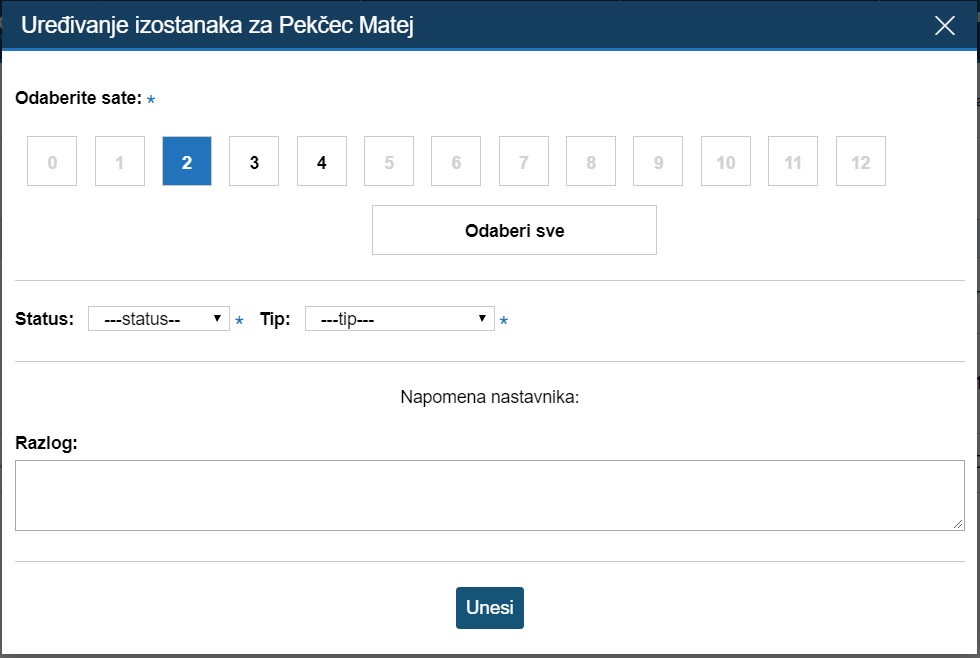 Uređivanje izostanaka za Pekčec Matej
Odaberite sate: *
0 1 2 3 4 5 6 7 8 9 10 11 12
Odaberi sve
Status: ---status-- * Tip: ---tip--- *
Napomena nastavnika:
Razlog:
Unesi